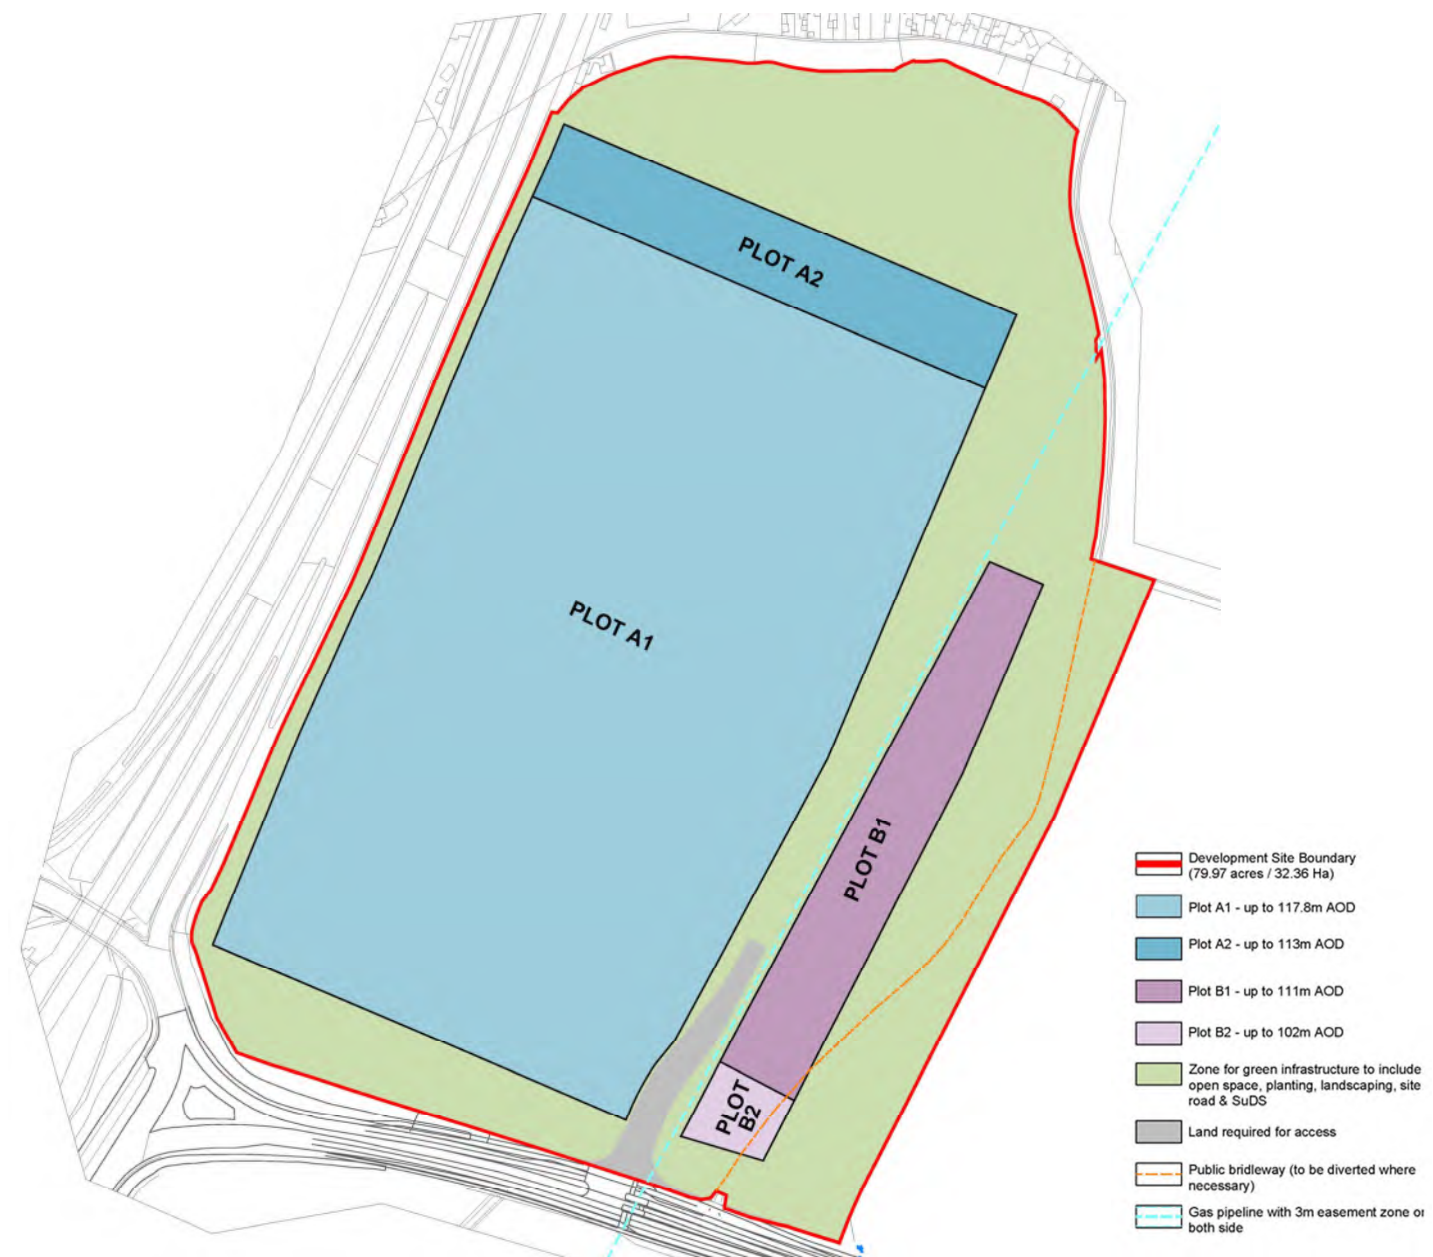 PLOT A2
PLOT A1
PLOT B1
PLOT
B2
Development Site Boundary
(79.97 acres / 32.36 Ha)
Plot A1 - up to 117.8m AOD
Plot A2 - up to 113m AOD
Plot B1 - up to 111m AOD
Plot B2 - up to 102m AOD
Zone for green infrastructure to include
open space, planting, landscaping, site
road & SuDS
Land required for access
Public bridleway (to be diverted where
necessary)
Gas pipeline with 3m easement zone or
both side